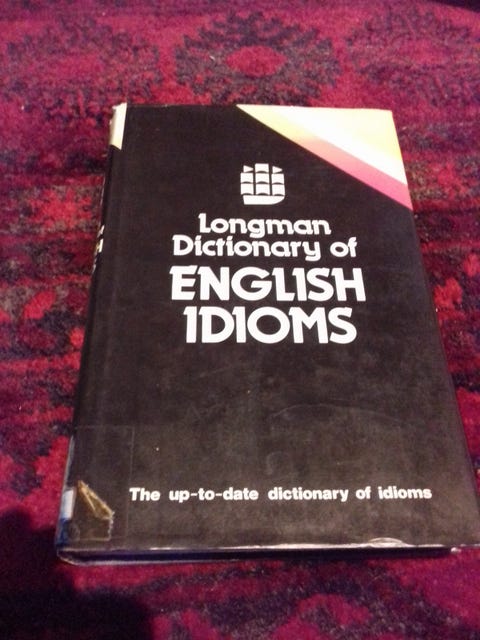 Longman
Dictionary of
ENGLISH
IDIOMS
The up-to-date dictionary of idioms